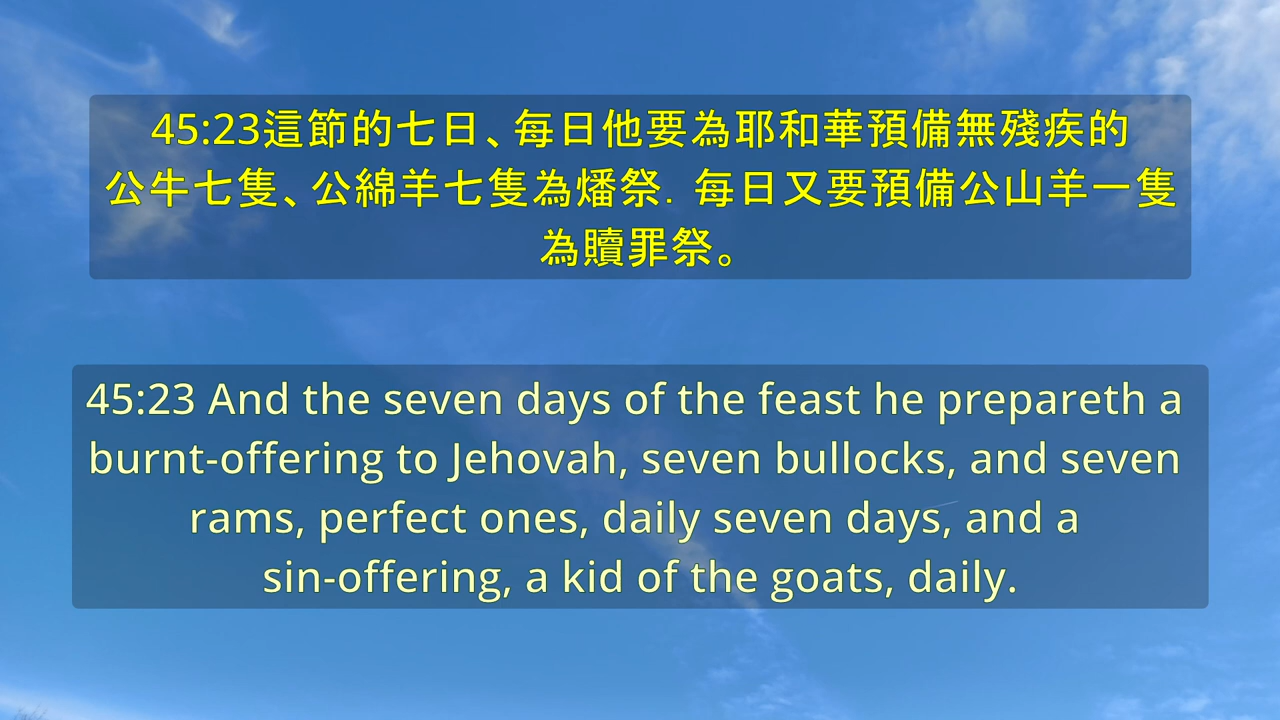 45:23這節的七日、每日他要為耶和華預備無殘疾的
公牛七隻、公綿羊七隻為燔祭．每日又要預備公山羊一隻
為贖罪祭。
45:23 And the seven days of the feast he prepareth a
burnt-offering to Jehovah, seven bullocks, and seven
rams, perfect ones, daily seven days, and a
sin-offering, a kid of the goats, daily.